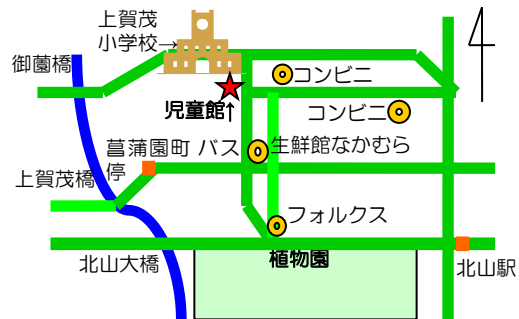 上賀茂
小学校→
御薗橋
コンビニ
児童館↑
コンビニ
菖蒲園町 バス
停
生鮮館なかむら
上賀茂橋
フォルクス
植物園
北山大橋
北山駅